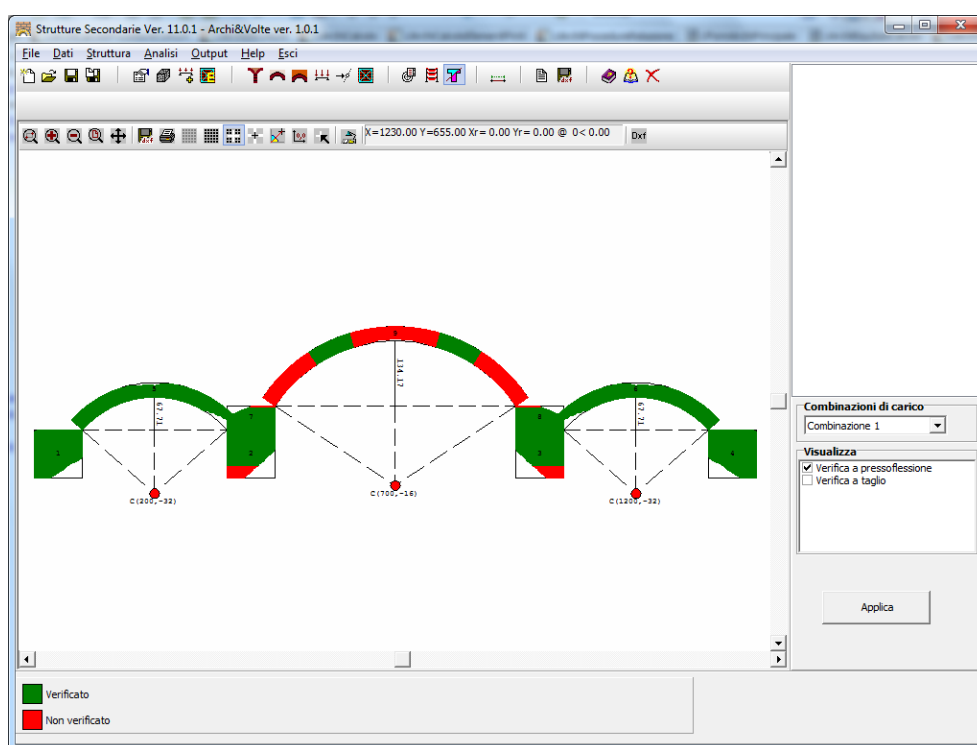 Strutture Secondarie Ver. 11.0.1 - Archi&Volte ver. 1.0.1
File Dati Struttura Analisi Output Help Esci
X=1230.00 Y=655.00 Xr= 0.00 Yr= 0.00 @ 0< 0.00
Dxf
134.17
67.71
67.71
7
1
2
3
4
C(200,-32)
C(700,-16)
C(1200,-32)
Combinazioni di carico
Combinazione 1
Visualizza
Verifica a pressoflessione
Verifica a taglio
Applica
Verificato
Non verificato